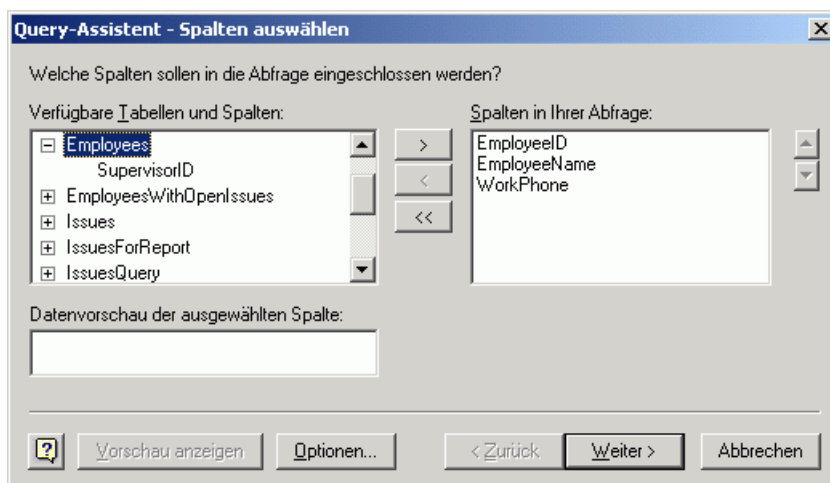 Query-Assistent - Spalten auswählen
Welche Spalten sollen in die Abfrage eingeschlossen werden?
Verfügbare Tabellen und Spalten:
Employees
SupervisorID
EmployeesWithOpenIssues
Issues
IssuesForReport
IssuesQuery
>
<
<<
Spalten in Ihrer Abfrage:
EmployeeID
EmployeeName
WorkPhone
Datenvorschau der ausgewählten Spalte:
Vorschau anzeigen
Optionen...
< Zurück
Weiter >
Abbrechen